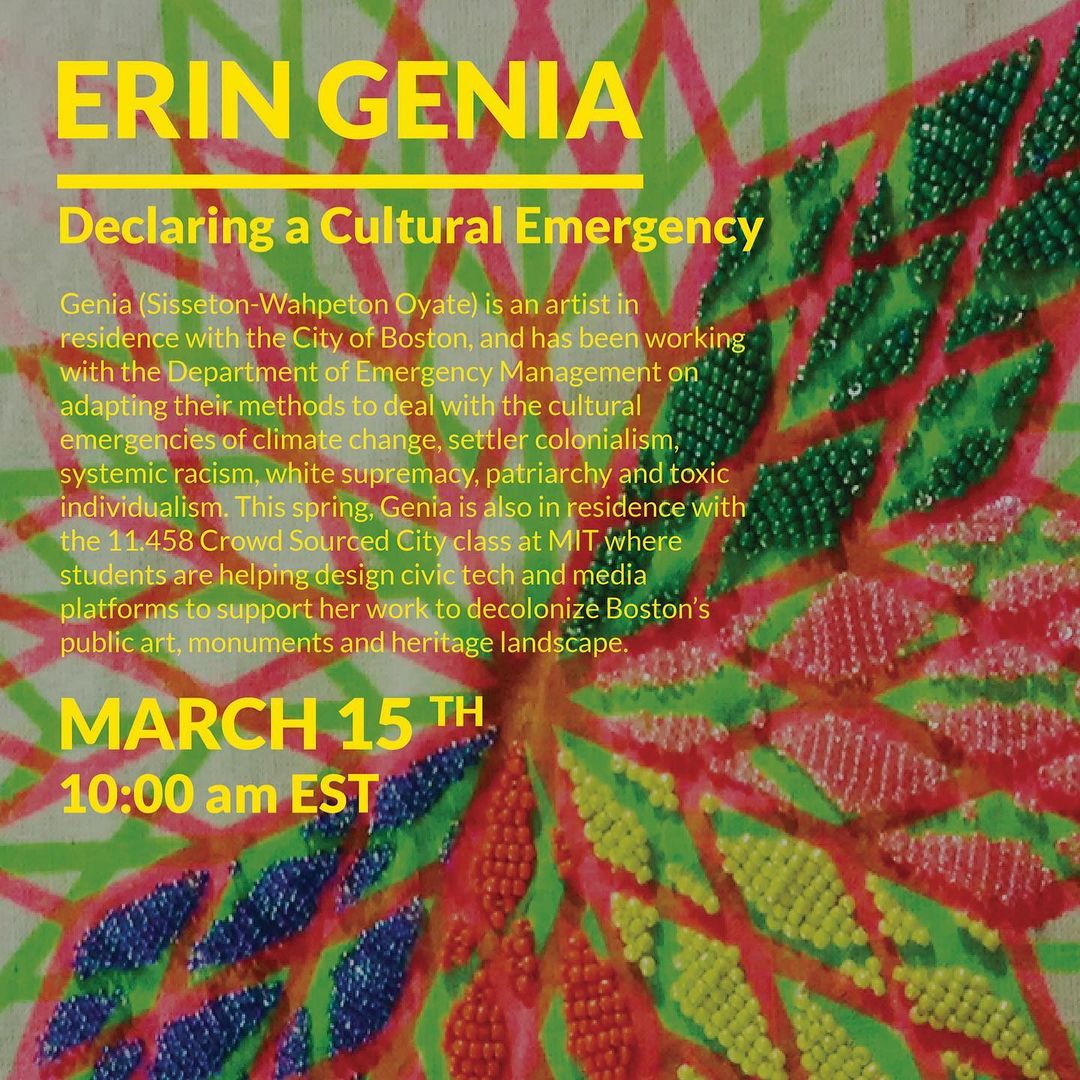 ERIN GENIA
Declaring a Cultural Emergency
Genia (Sisseton-Wahpeton Oyate) is an artist in
residence with the City of Boston, and has been working
with the Department of Emergency Management on
adapting their methods to deal with the cultural
emergencies of climate change, settler colonialism,
systemic racism, white supremacy, patriarchy and toxic
individualism. This spring, Genia is also in residence with
the 11.458 Crowd Sourced City class at MIT where
students are helping design civic tech and media
platforms to support her work to decolonize Boston’s
public art, monuments and heritage landscape.
MARCH 15 TH
10:00 am EST